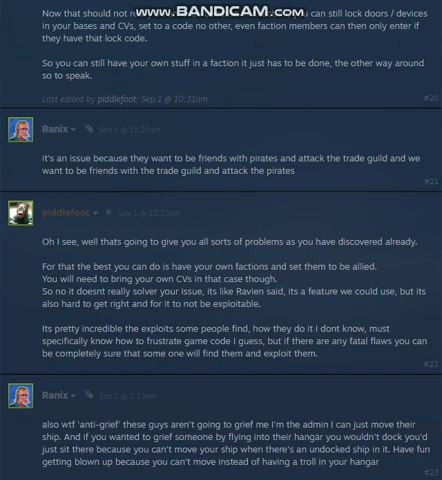 www.BANDICAM.com
Now that should not re
can still lock doors / devices
in your bases and CVs, set to a code no other, even faction members can then only enter if
they have that lock code.
So you can still have your own stuff in a faction it just has to be done, the other way around
so to speak.
Last edited by piddlefoot; Sep 1 @ 10:31am
#20
Ranix Sep 1 @ 11:28am
it's an issue because they want to be friends with pirates and attack the trade guild and we
want to be friends with the trade guild and attack the pirates
#21
piddlefoot Sep 1 @ 12:33pm
Oh I see, well thats going to give you all sorts of problems as you have discovered already.
For that the best you can do is have your own factions and set them to be allied.
You will need to bring your own CVs in that case though.
So no it doesnt really solver your issue, its like Ravien said, its a feature we could use, but its
also hard to get right and for it to not be exploitable.
Its pretty incredible the exploits some people find, how they do it I dont know, must
specifically know how to frustrate game code I guess, but if there are any fatal flaws you can
be completely sure that some one will find them and exploit them.
#22
Ranix Sep 1 @ 2:13pm
also wtf 'anti-grief' these guys aren't going to grief me I'm the admin I can just move their
ship. And if you wanted to grief someone by flying into their hangar you wouldn't dock you'd
just sit there because you can't move your ship when there's an undocked ship in it. Have fun
getting blown up because you can't move instead of having a troll in your hangar
#23